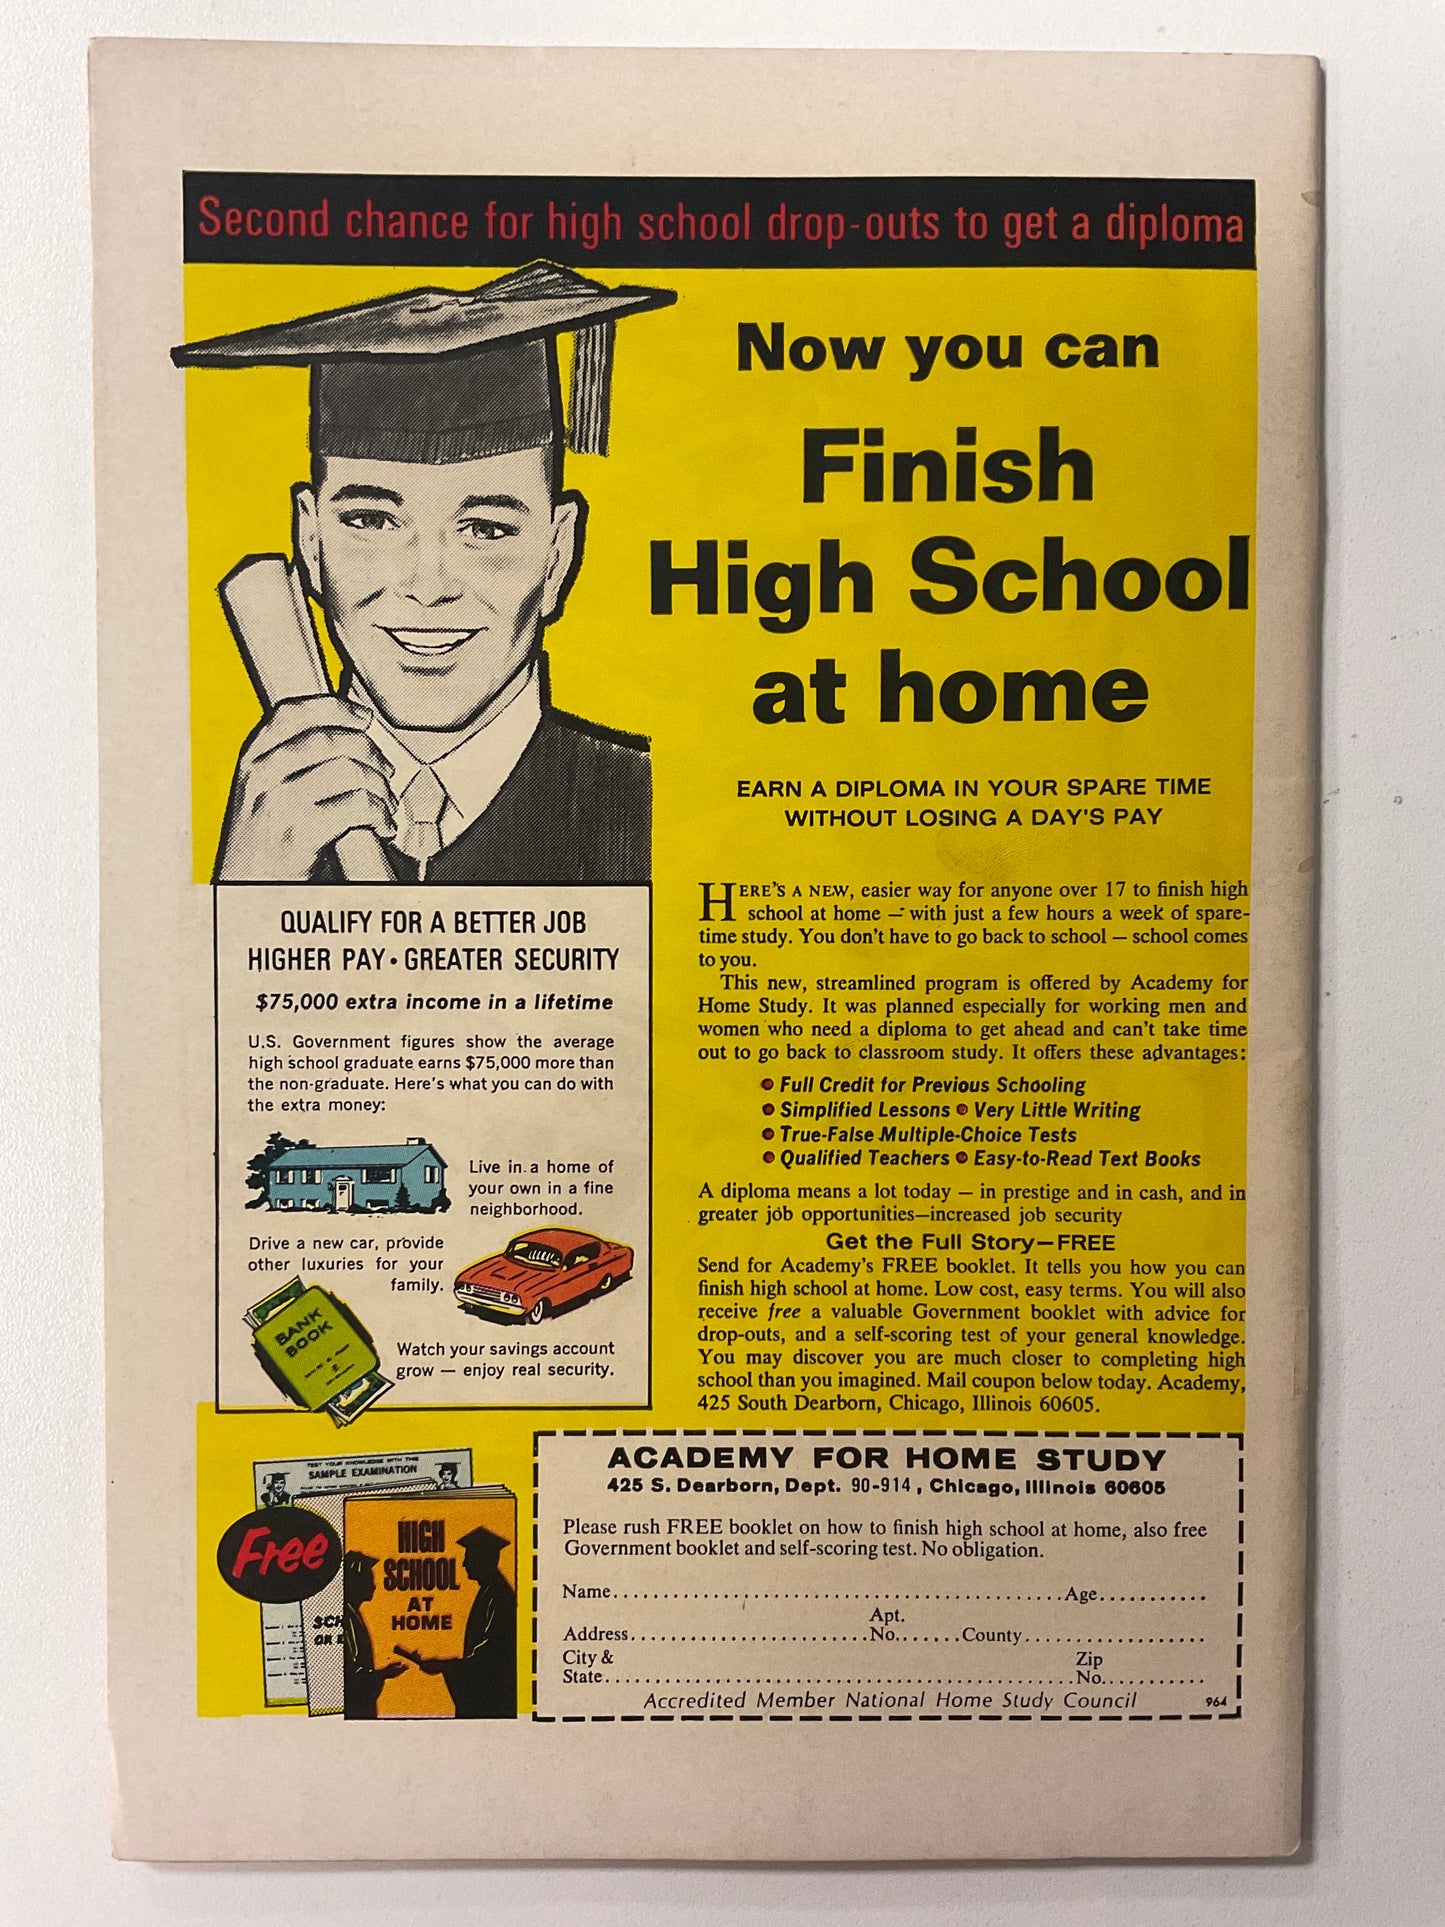 Second chance for high school drop-outs to get a diploma
Now you can
Finish
High School
at home
EARN A DIPLOMA IN YOUR SPARE TIME
WITHOUT LOSING A DAY'S PAY
QUALIFY FOR A BETTER JOB
HIGHER PAY • GREATER SECURITY
$75,000 extra income in a lifetime
U.S. Government figures show the average
high school graduate earns $75,000 more than
the non-graduate. Here's what you can do with
the extra money:
Live in a home of
your own in a fine
neighborhood.
Drive a new car, provide
other luxuries for your
family.
BANK
BOOK
Watch your savings account
grow — enjoy real security.
HERE'S A NEW, easier way for anyone over 17 to finish high
school at home — with just a few hours a week of spare-
time study. You don't have to go back to school — school comes
to you.
This new, streamlined program is offered by Academy for
Home Study. It was planned especially for working men and
women who need a diploma to get ahead and can't take time
out to go back to classroom study. It offers these advantages:
• Full Credit for Previous Schooling
• Simplified Lessons • Very Little Writing
• True-False Multiple-Choice Tests
• Qualified Teachers • Easy-to-Read Text Books
A diploma means a lot today — in prestige and in cash, and in
greater job opportunities—increased job security
Get the Full Story—FREE
Send for Academy's FREE booklet. It tells you how you can
finish high school at home. Low cost, easy terms. You will also
receive free a valuable Government booklet with advice for
drop-outs, and a self-scoring test of your general knowledge.
You may discover you are much closer to completing high
school than you imagined. Mail coupon below today. Academy,
425 South Dearborn, Chicago, Illinois 60605.
TEST YOUR KNOWLEDGE WITH THIS
SAMPLE EXAMINATION
Free
HIGH
SCHOOL
AT
HOME
SCH
OR
ACADEMY FOR HOME STUDY
425 S. Dearborn, Dept. 90-914, Chicago, Illinois 60605
Please rush FREE booklet on how to finish high school at home, also free
Government booklet and self-scoring test. No obligation.
Name Age
Apt.
Address No. County
City & Zip
State No.
Accredited Member National Home Study Council 964